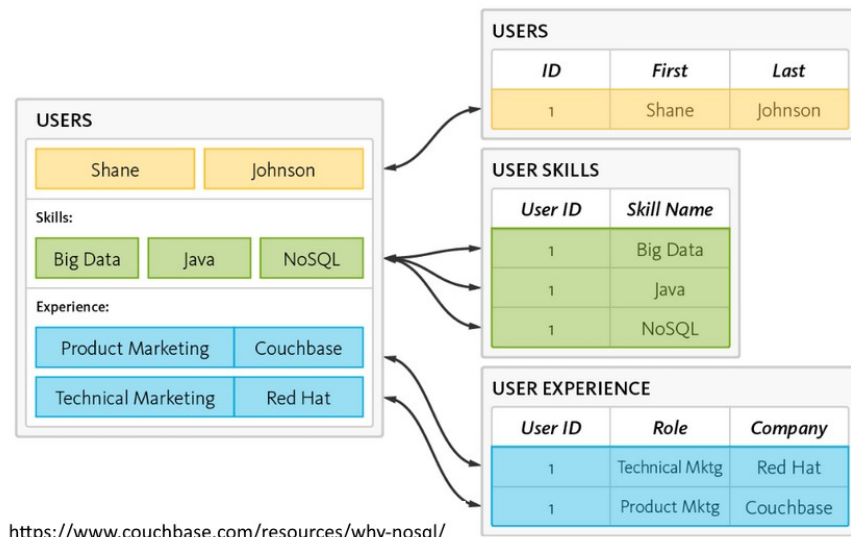 USERS
Shane Johnson
Skills:
Big Data Java NoSQL
Experience:
Product Marketing Couchbase
Technical Marketing Red Hat
USERS
ID First Last
1 Shane Johnson
USER SKILLS
User ID Skill Name
1 Big Data
1 Java
1 NoSQL
USER EXPERIENCE
User ID Role Company
1 Technical Mktg Red Hat
1 Product Mktg Couchbase
https://www.couchbase.com/resources/why-nosql/